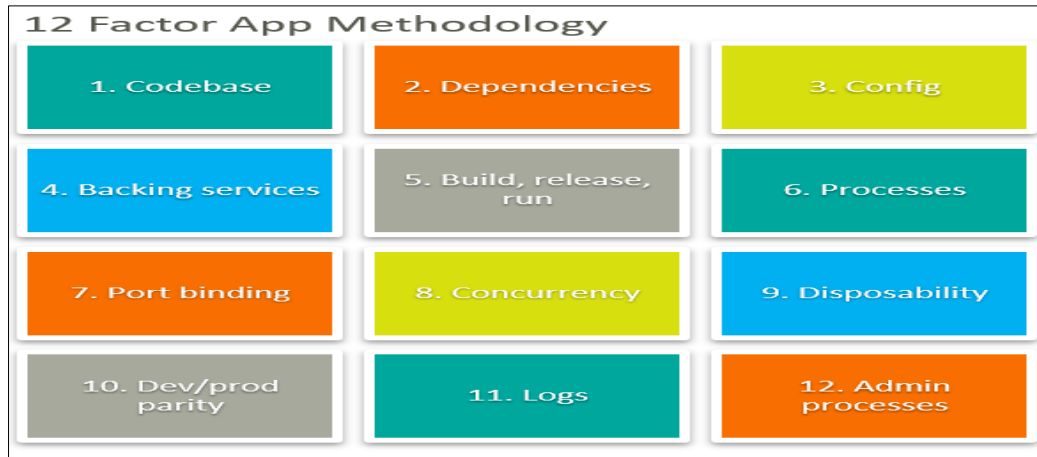 12 Factor App Methodology
1. Codebase
2. Dependencies
3. Config
4. Backing services
5. Build, release,
run
6. Processes
7. Port binding
8. Concurrency
9. Disposability
10. Dev/prod
parity
11. Logs
12. Admin
processes